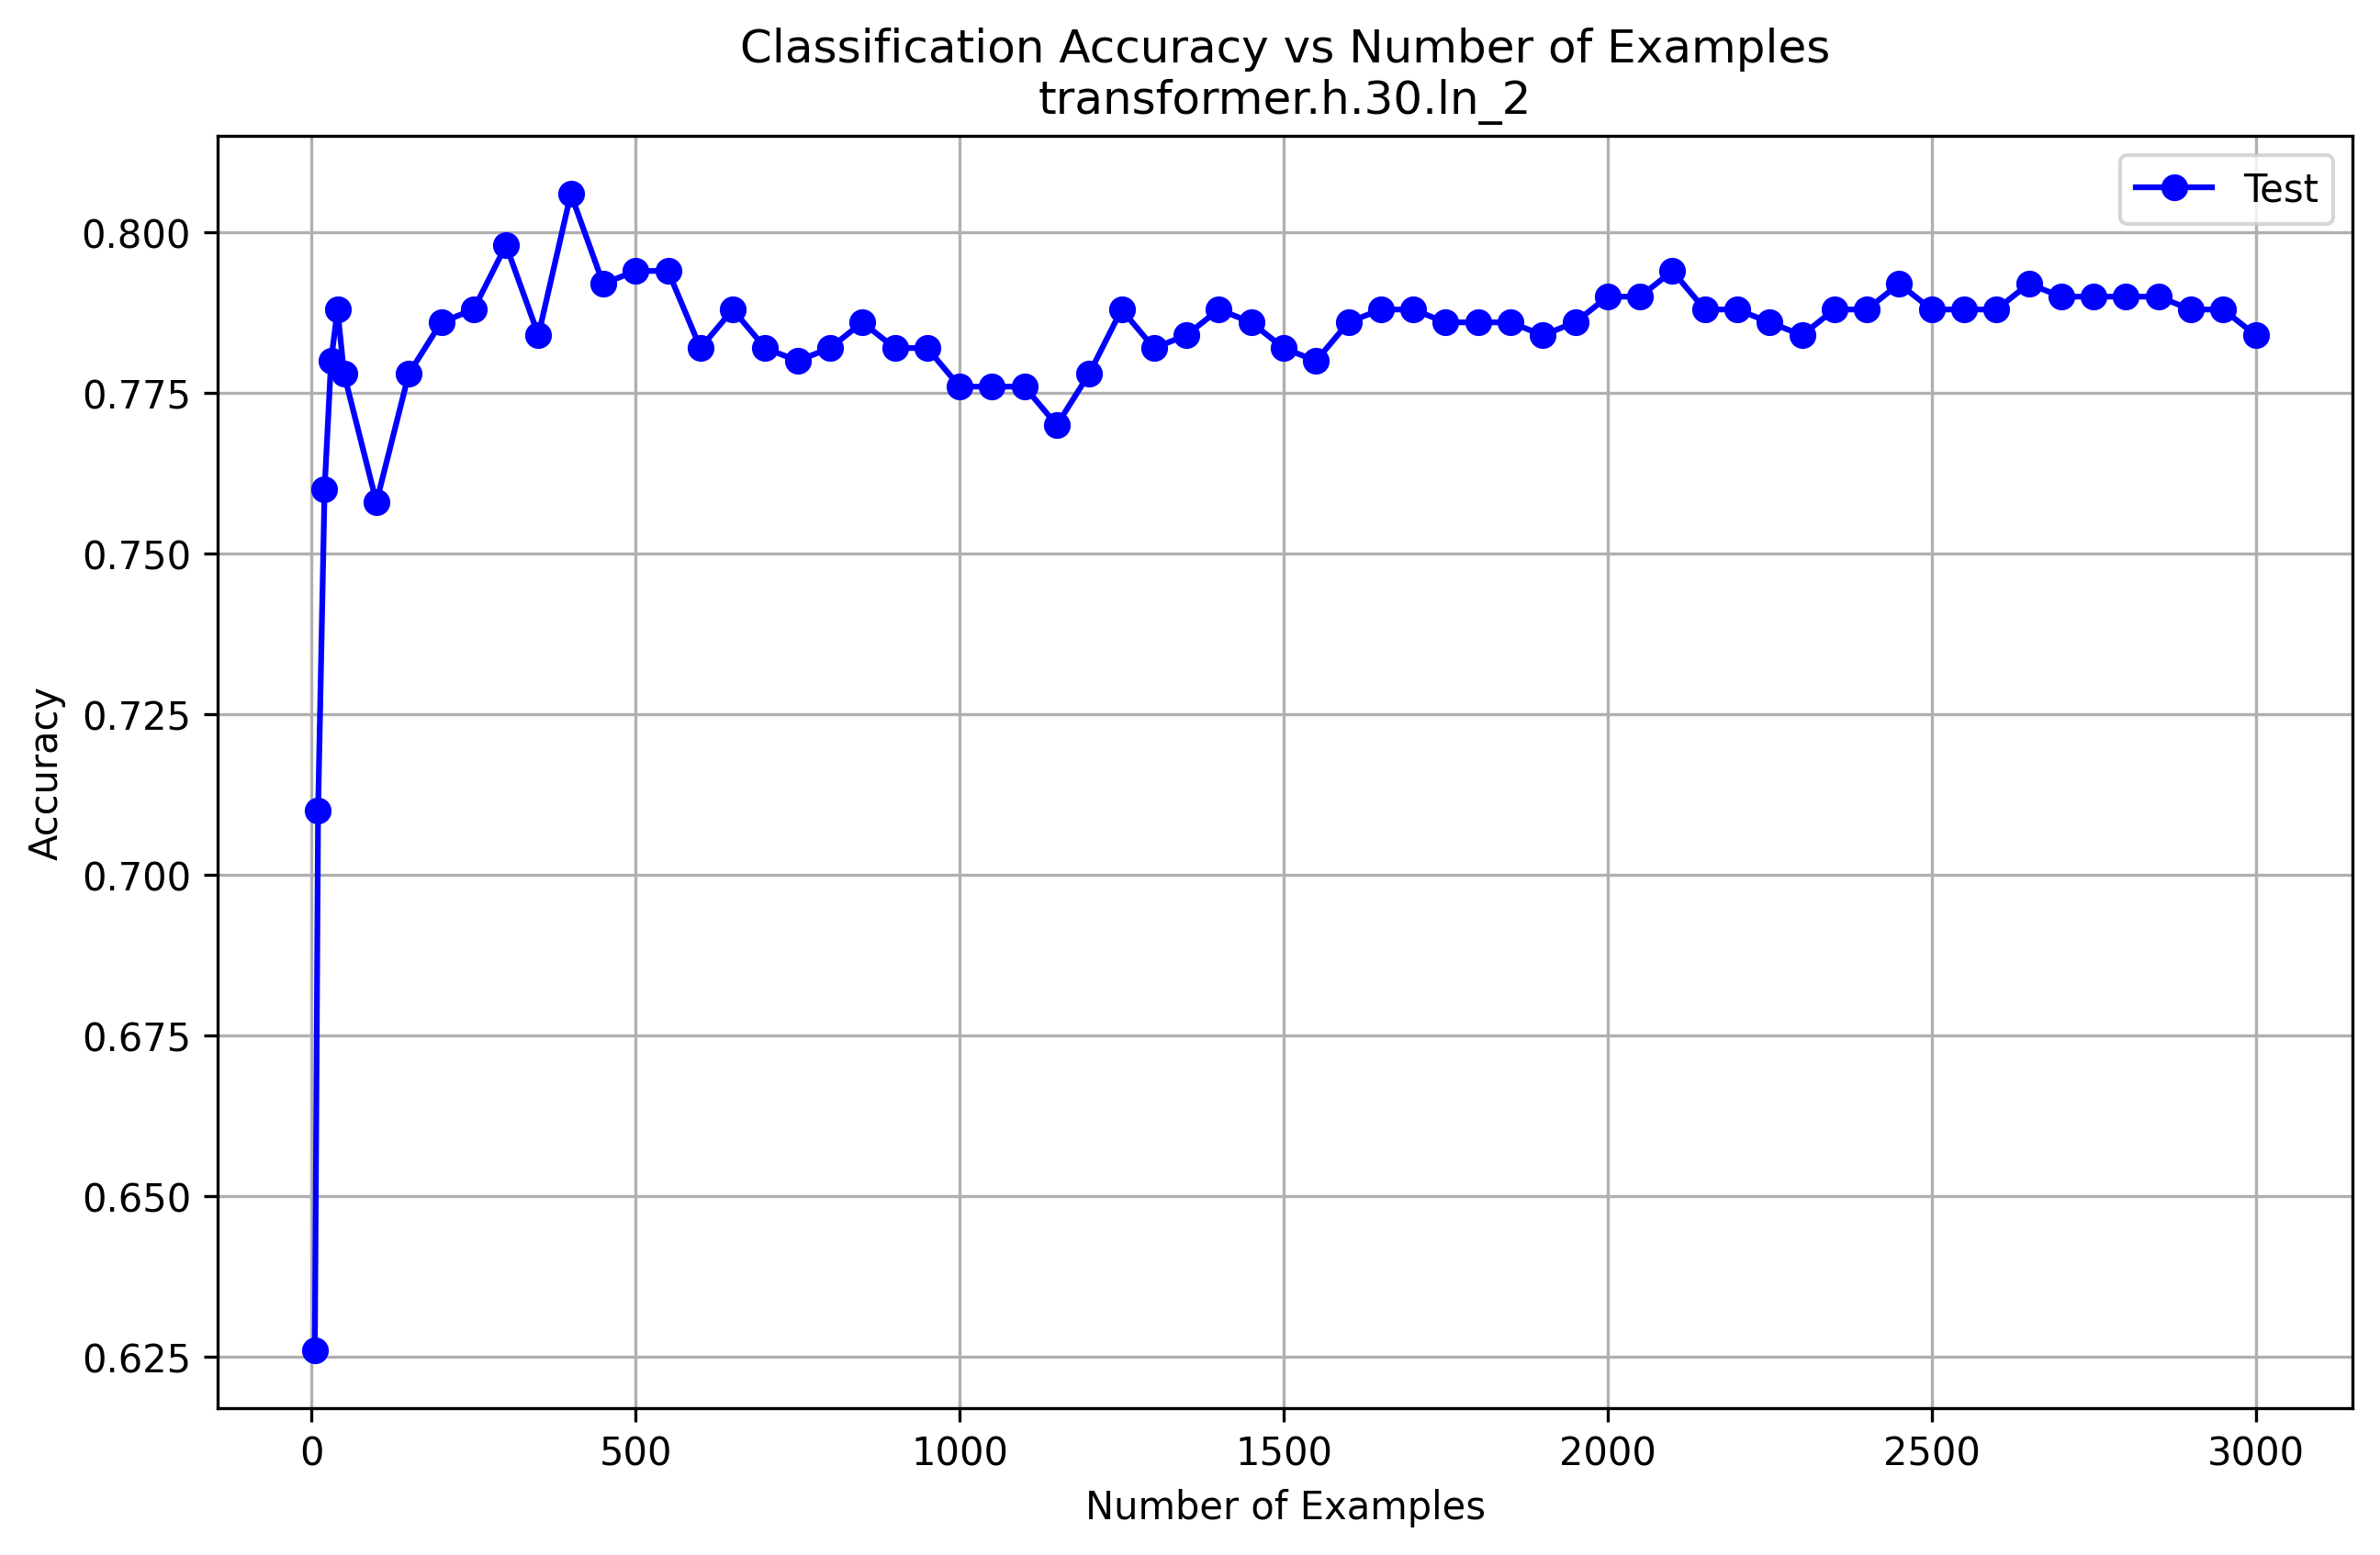 Classification Accuracy vs Number of Examples
transformer.h.30.ln_2
Test
Accuracy
0.800
0.775
0.750
0.725
0.700
0.675
0.650
0.625
0 500 1000 1500 2000 2500 3000
Number of Examples